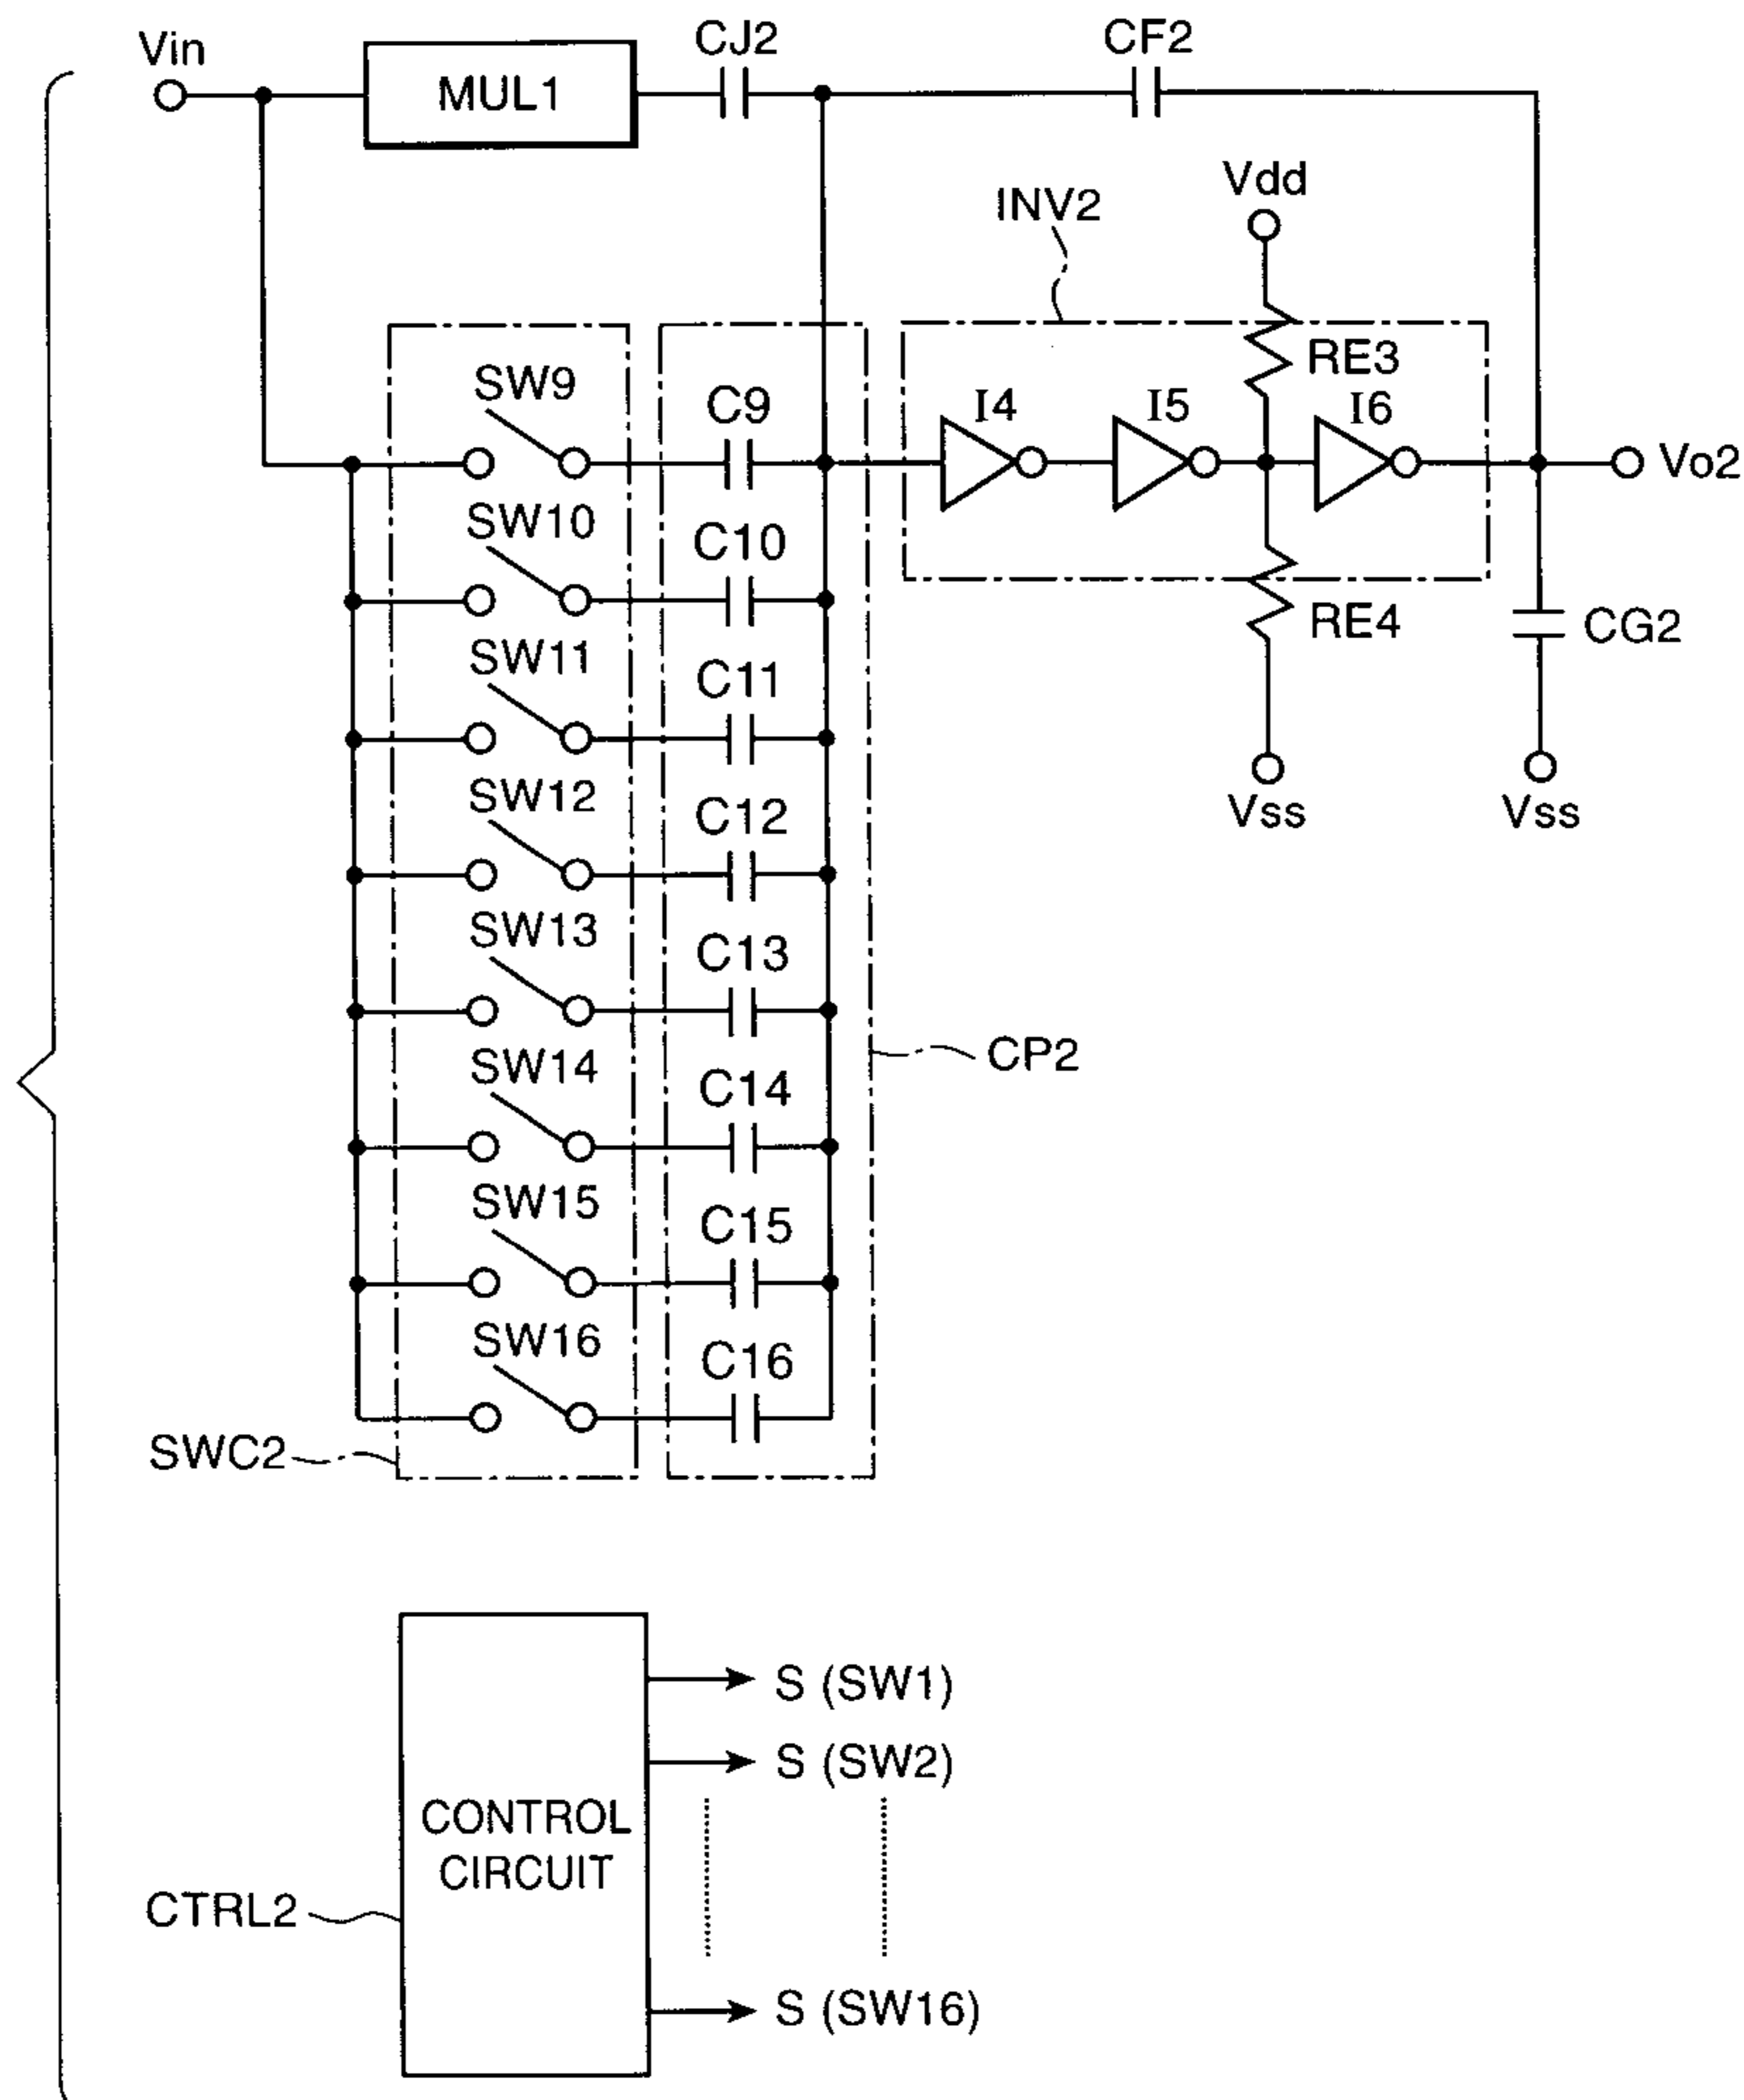 Vin
MUL1
CJ2
CF2
INV2
Vdd
RE3
I4
I5
I6
Vo2
RE4
CG2
Vss
Vss
SW9
C9
SW10
C10
SW11
C11
SW12
C12
SW13
C13
CP2
SW14
C14
SW15
C15
SW16
C16
SWC2
CONTROL
CIRCUIT
CTRL2
S (SW1)
S (SW2)
S (SW16)